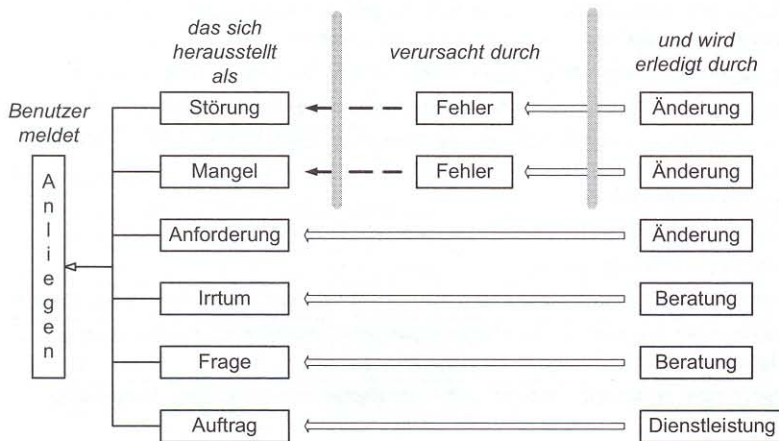 das sich
herausstellt
als
verursacht durch
und wird
erledigt durch
Benutzer
meldet
Anliegen
Störung
Fehler
Änderung
Mangel
Fehler
Änderung
Anforderung
Änderung
Irrtum
Beratung
Frage
Beratung
Auftrag
Dienstleistung